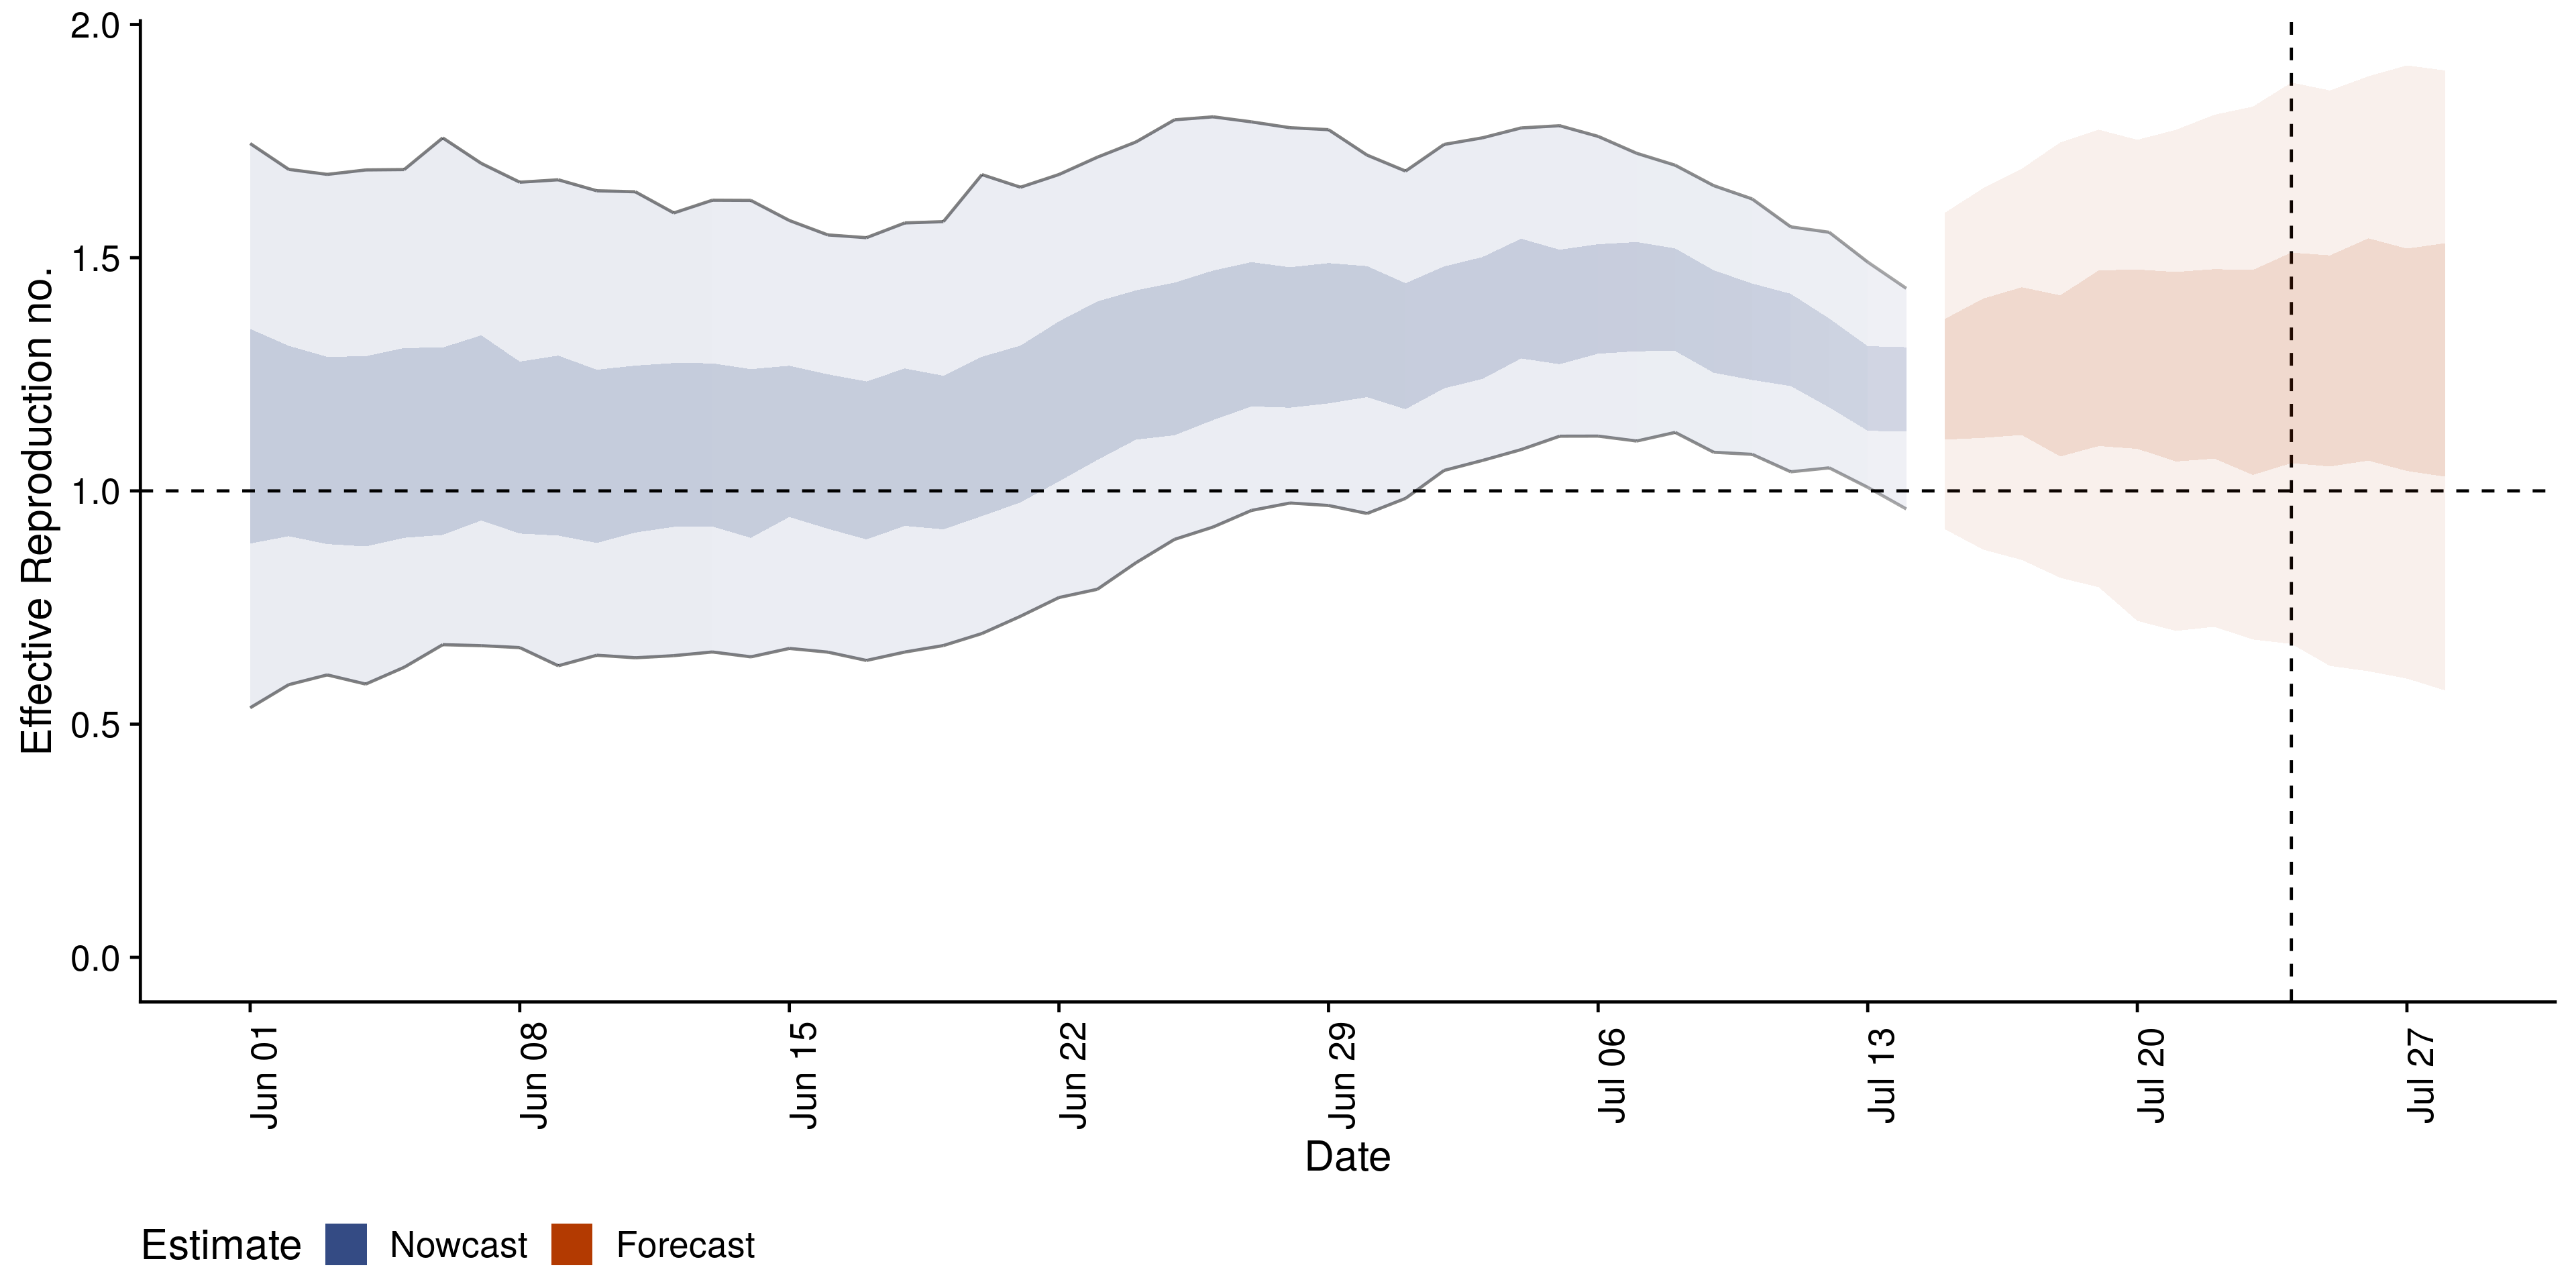 Effective Reproduction no.
2.0
1.5
1.0
0.5
0.0
Jun 01
Jun 08
Jun 15
Jun 22
Jun 29
Jul 06
Jul 13
Jul 20
Jul 27
Date
Estimate Nowcast Forecast